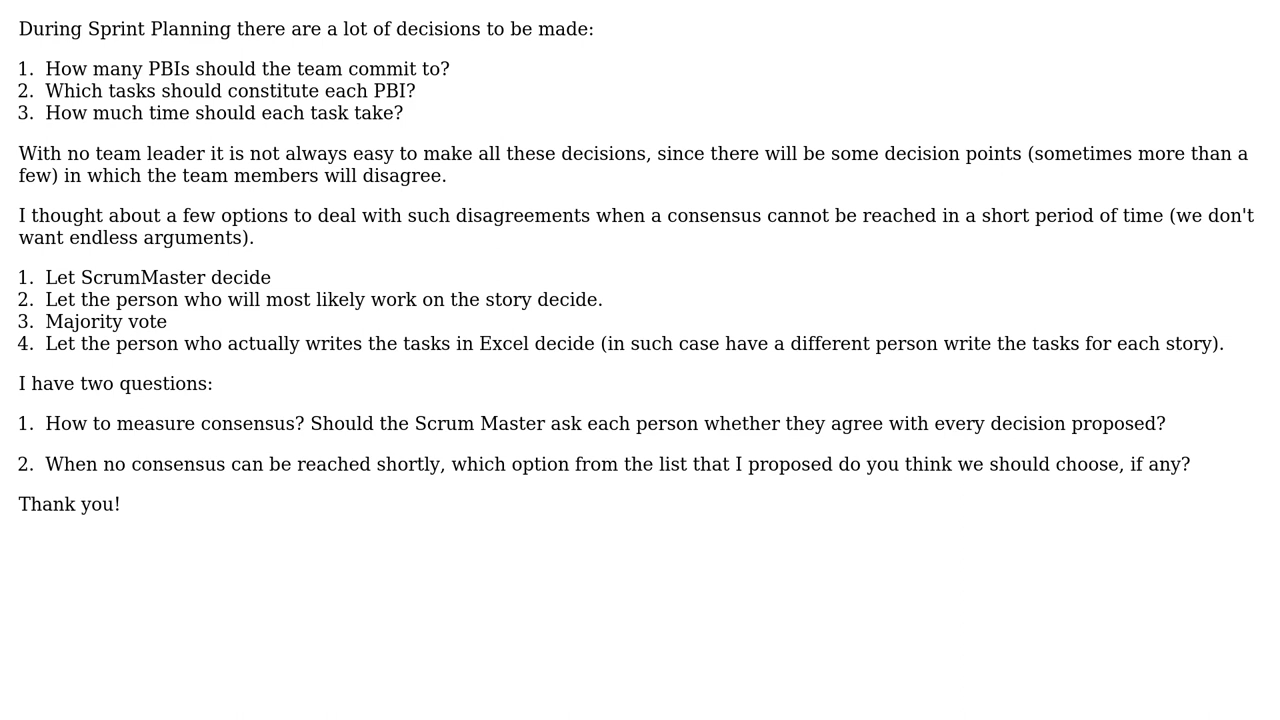 During Sprint Planning there are a lot of decisions to be made:
1. How many PBIs should the team commit to?
2. Which tasks should constitute each PBI?
3. How much time should each task take?
With no team leader it is not always easy to make all these decisions, since there will be some decision points (sometimes more than a
few) in which the team members will disagree.
I thought about a few options to deal with such disagreements when a consensus cannot be reached in a short period of time (we don't
want endless arguments).
1. Let ScrumMaster decide
2. Let the person who will most likely work on the story decide.
3. Majority vote
4. Let the person who actually writes the tasks in Excel decide (in such case have a different person write the tasks for each story).
I have two questions:
1. How to measure consensus? Should the Scrum Master ask each person whether they agree with every decision proposed?
2. When no consensus can be reached shortly, which option from the list that I proposed do you think we should choose, if any?
Thank you!